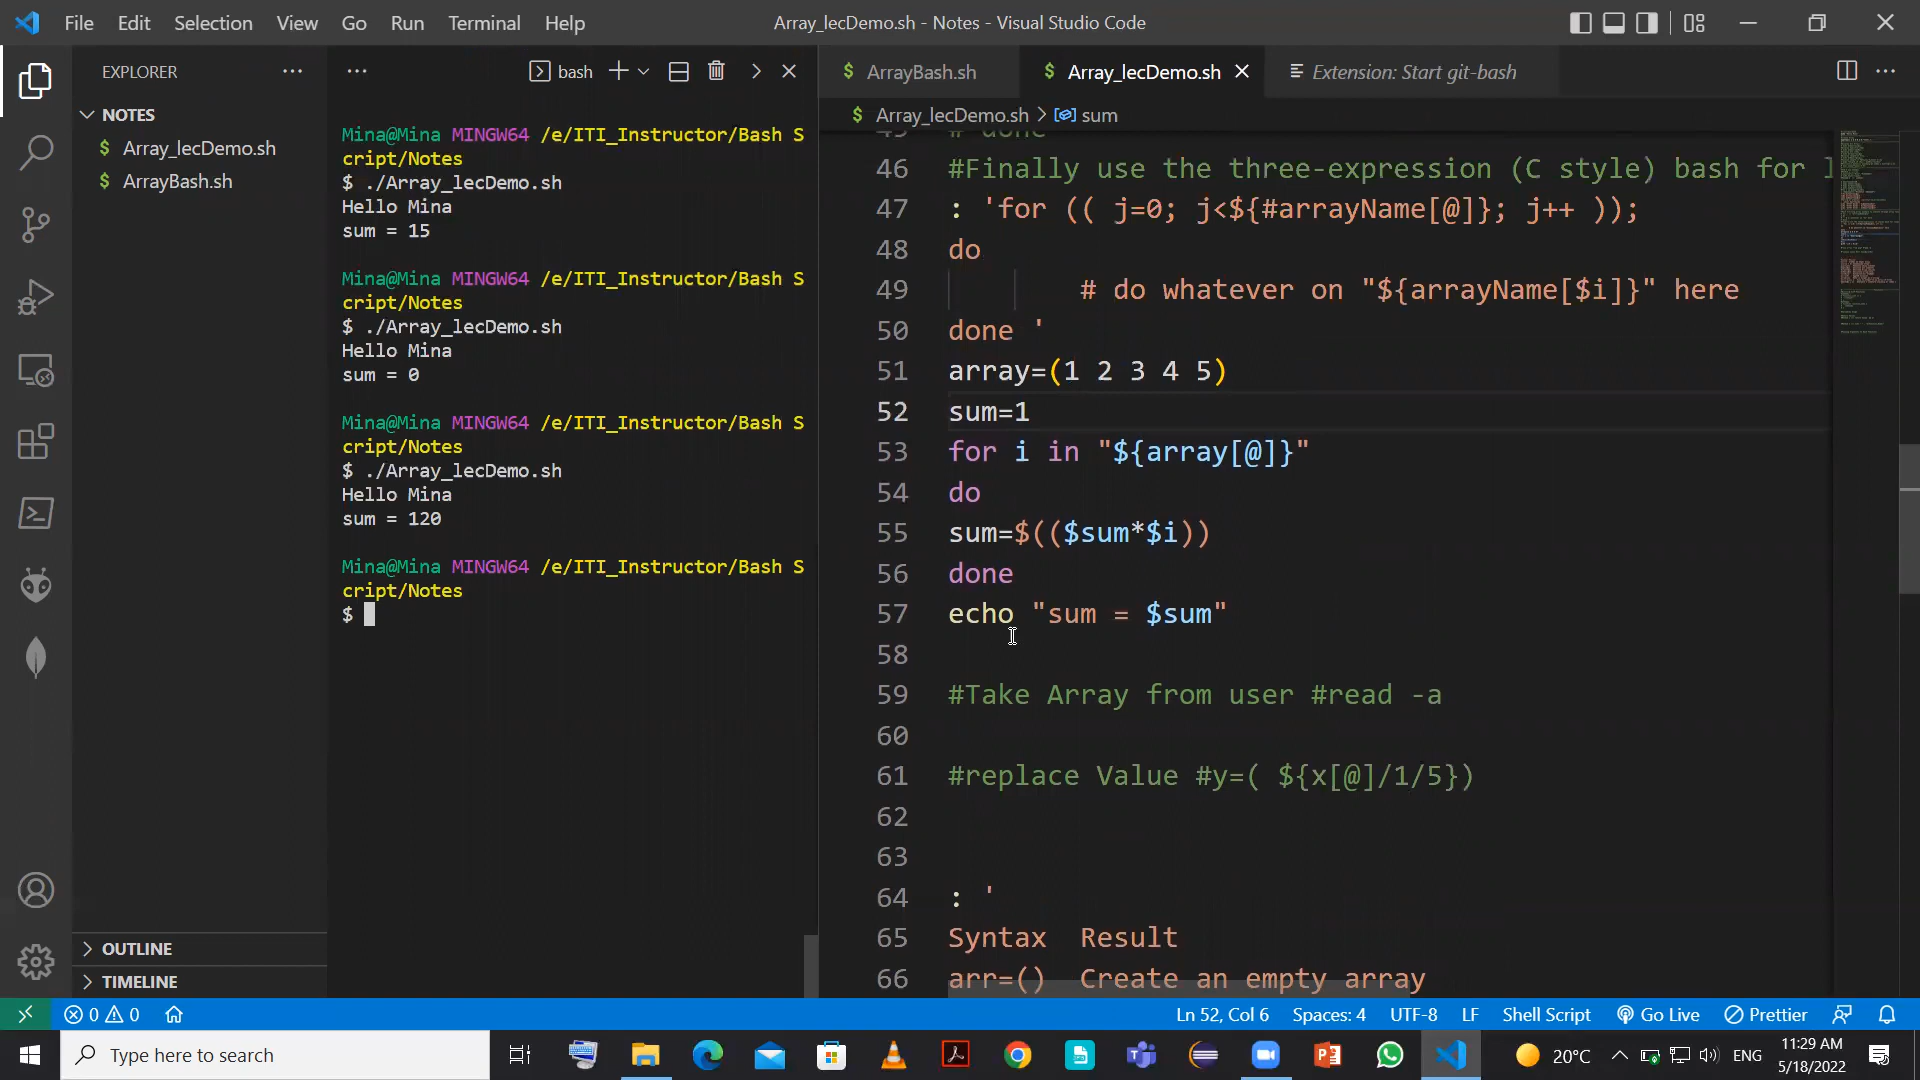 File Edit Selection View Go Run Terminal Help
Array_lecDemo.sh - Notes - Visual Studio Code
EXPLORER
NOTES
$ Array_lecDemo.sh
$ ArrayBash.sh
OUTLINE
TIMELINE
bash
Mina@Mina MINGW64 /e/ITI_Instructor/Bash S
cript/Notes
$ ./Array_lecDemo.sh
Hello Mina
sum = 15
Mina@Mina MINGW64 /e/ITI_Instructor/Bash S
cript/Notes
$ ./Array_lecDemo.sh
Hello Mina
sum = 0
Mina@Mina MINGW64 /e/ITI_Instructor/Bash S
cript/Notes
$ ./Array_lecDemo.sh
Hello Mina
sum = 120
Mina@Mina MINGW64 /e/ITI_Instructor/Bash S
cript/Notes
$
$ ArrayBash.sh
$ Array_lecDemo.sh
Extension: Start git-bash
$ Array_lecDemo.sh > sum
45 # done
46 #Finally use the three-expression (C style) bash for l
47 : 'for (( j=0; j<${#arrayName[@]}; j++ ));
48 do
49 # do whatever on "${arrayName[$i]}" here
50 done '
51 array=(1 2 3 4 5)
52 sum=1
53 for i in "${array[@]}"
54 do
55 sum=$(($sum*$i))
56 done
57 echo "sum = $sum"
58
59 #Take Array from user #read -a
60
61 #replace Value #y=( ${x[@]/1/5})
62
63
64 : '
65 Syntax Result
66 arr=() Create an empty array
0 0
Ln 52, Col 6 Spaces: 4 UTF-8 LF Shell Script Go Live Prettier
Type here to search
20°C ENG
11:29 AM
5/18/2022